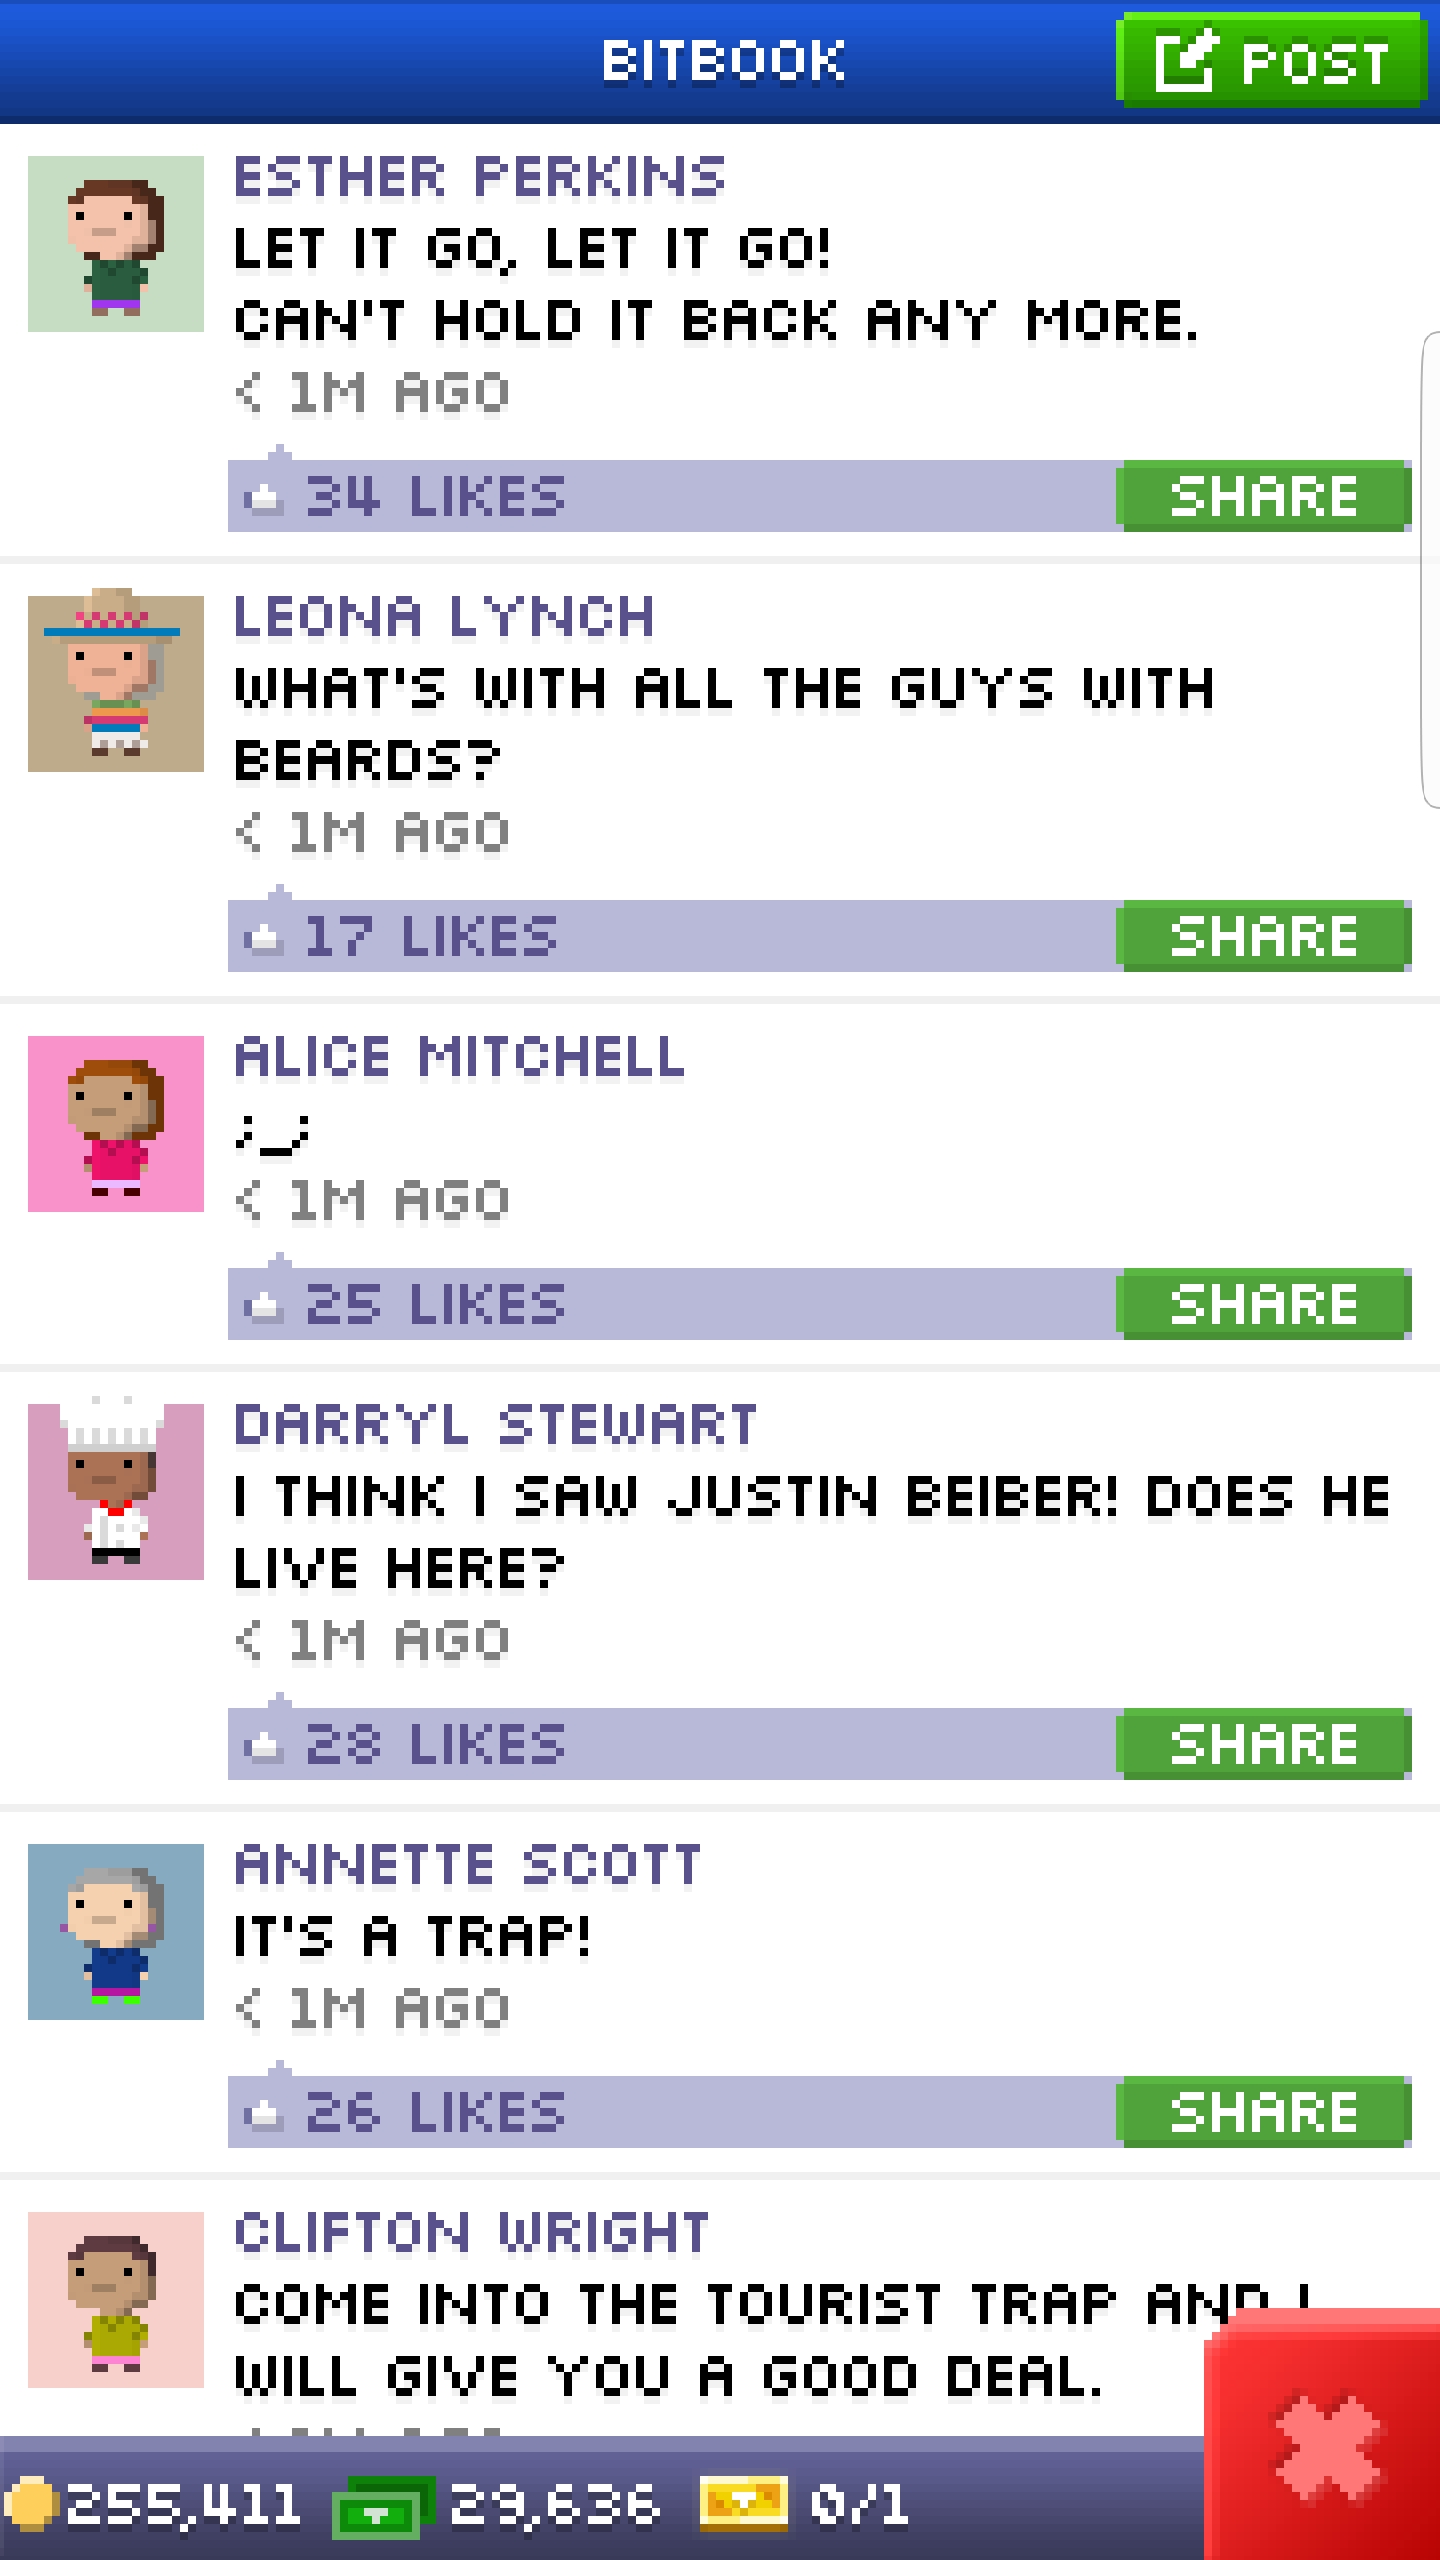 BITBOOK
POST
ESTHER PERKINS
LET IT GO, LET IT GO!
CAN'T HOLD IT BACK ANY MORE.
< 1M AGO
34 LIKES
SHARE
LEONA LYNCH
WHAT'S WITH ALL THE GUYS WITH
BEARDS?
< 1M AGO
17 LIKES
SHARE
ALICE MITCHELL
;_;
< 1M AGO
25 LIKES
SHARE
DARRYL STEWART
I THINK I SAW JUSTIN BEIBER! DOES HE
LIVE HERE?
< 1M AGO
28 LIKES
SHARE
ANNETTE SCOTT
IT'S A TRAP!
< 1M AGO
26 LIKES
SHARE
CLIFTON WRIGHT
COME INTO THE TOURIST TRAP AND I
WILL GIVE YOU A GOOD DEAL.
255,411
29,636
0/1